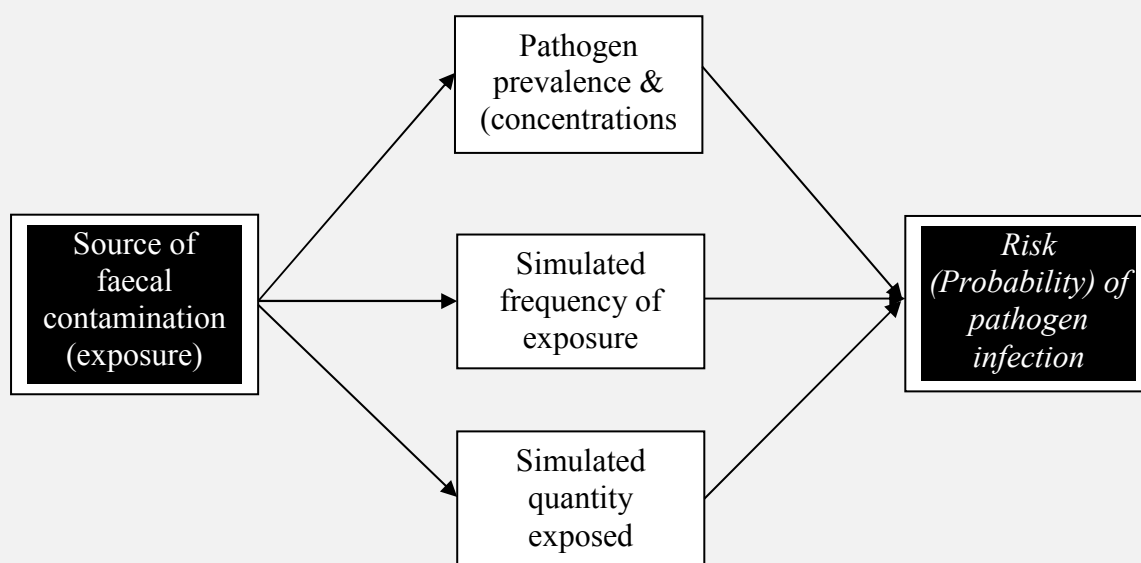 Pathogen
prevalence &
(concentrations
Source of
faecal
contamination
(exposure)
Simulated
frequency of
exposure
Risk
(Probability) of
pathogen
infection
Simulated
quantity
exposed